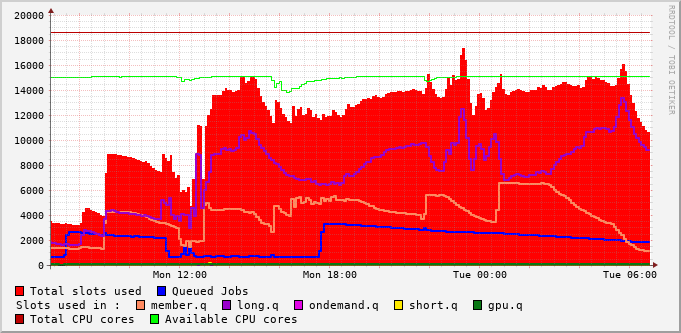 20000
18000
16000
14000
12000
10000
8000
6000
4000
2000
0
Mon 12:00 Mon 18:00 Tue 00:00 Tue 06:00
Total slots used Queued Jobs
Slots used in : member.q long.q ondemand.q short.q gpu.q
Total CPU cores Available CPU cores
RRDTOOL / TOBI OETIKER